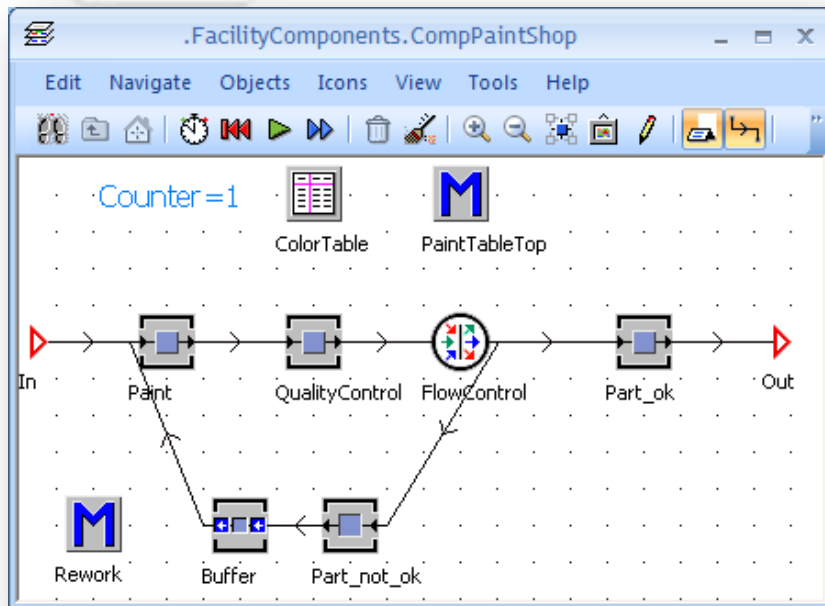 .FacilityComponents.CompPaintShop
Edit Navigate Objects Icons View Tools Help
Counter=1
ColorTable PaintTableTop
In Paint QualityControl FlowControl Part_ok Out
Rework Buffer Part_not_ok